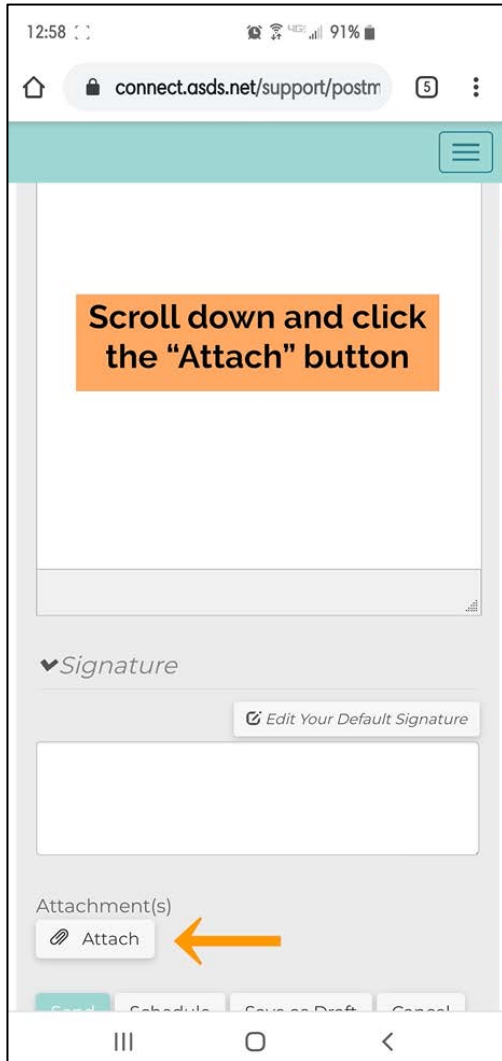 12:58 91%
connect.asds.net/support/postm 5
Scroll down and click
the “Attach” button
Signature
Edit Your Default Signature
Attachment(s)
Attach
Send Schedule Save as Draft Cancel